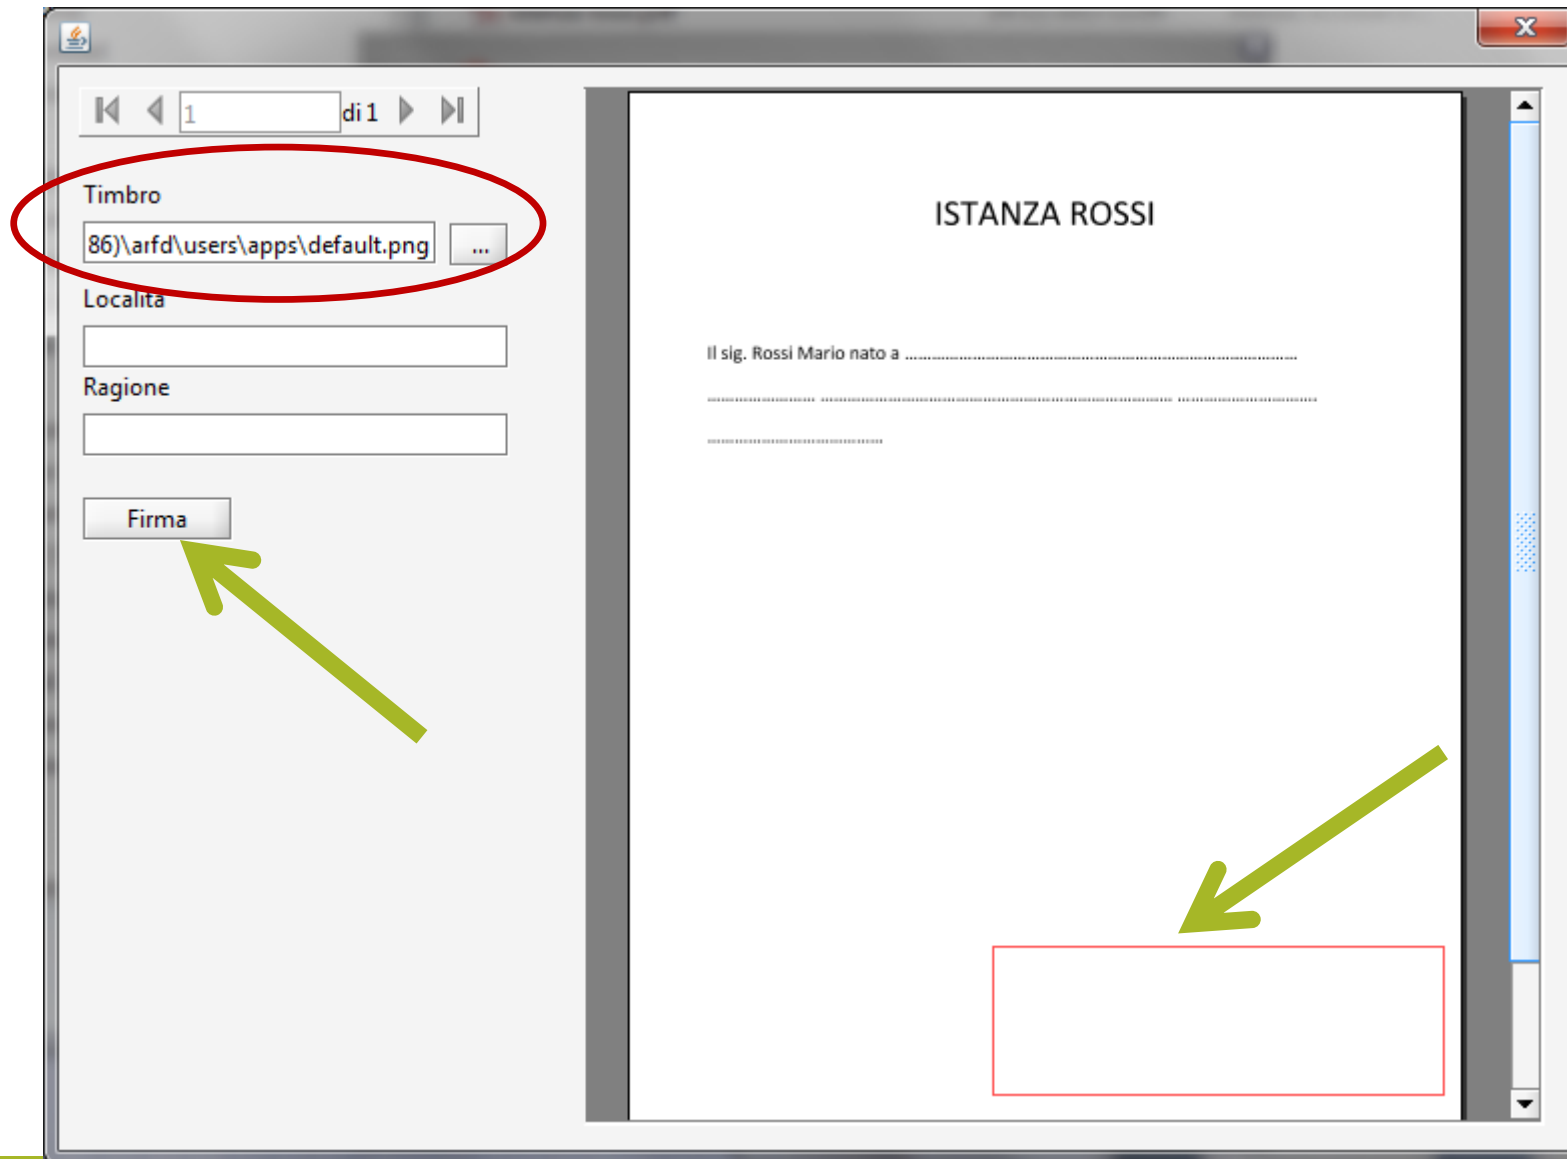 1 di 1
Timbro
86)\arfd\users\apps\default.png ...
Località
Ragione
Firma
ISTANZA ROSSI
Il sig. Rossi Mario nato a ……………………………………………………………………………
…………………… …………………………………………………………………… ………………………….
…………………………………